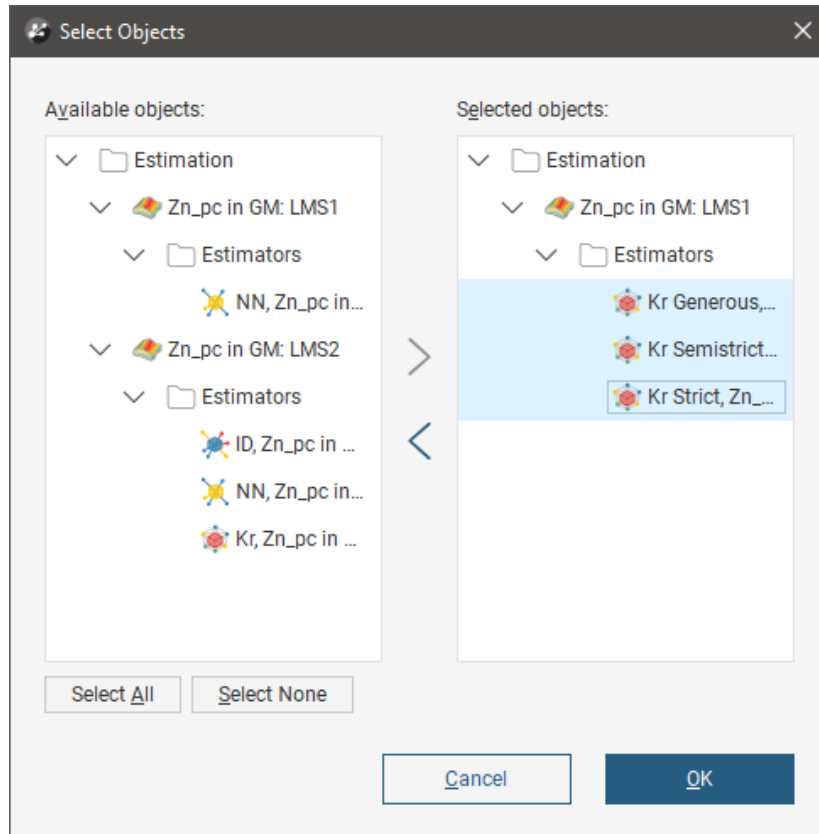 Select Objects
Available objects:
Estimation
Zn_pc in GM: LMS1
Estimators
NN, Zn_pc in...
Zn_pc in GM: LMS2
Estimators
ID, Zn_pc in ...
NN, Zn_pc in...
Kr, Zn_pc in ...
Select All
Select None
Selected objects:
Estimation
Zn_pc in GM: LMS1
Estimators
Kr Generous,...
Kr Semistrict...
Kr Strict, Zn_...
Cancel
OK